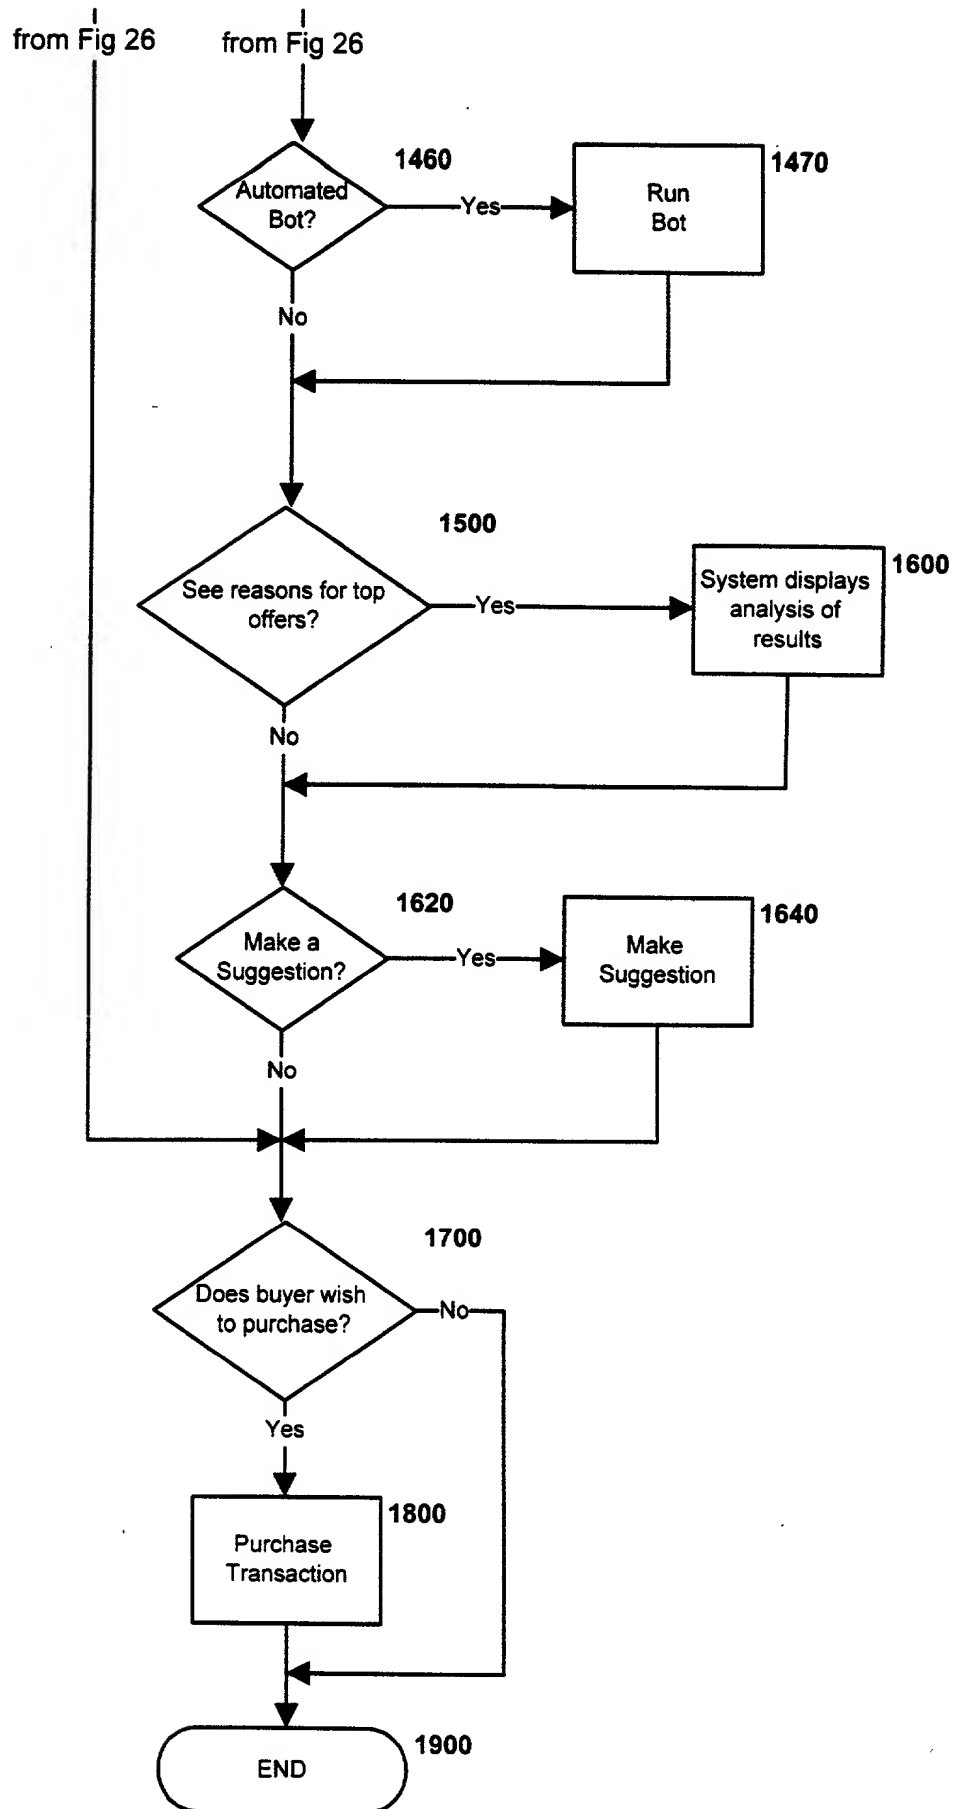 from Fig 26
from Fig 26
Automated
Bot?
1460
Yes
Run
Bot
1470
No
See reasons for top
offers?
1500
Yes
System displays
analysis of
results
1600
No
Make a
Suggestion?
1620
Yes
Make
Suggestion
1640
No
Does buyer wish
to purchase?
1700
No
Yes
Purchase
Transaction
1800
END
1900